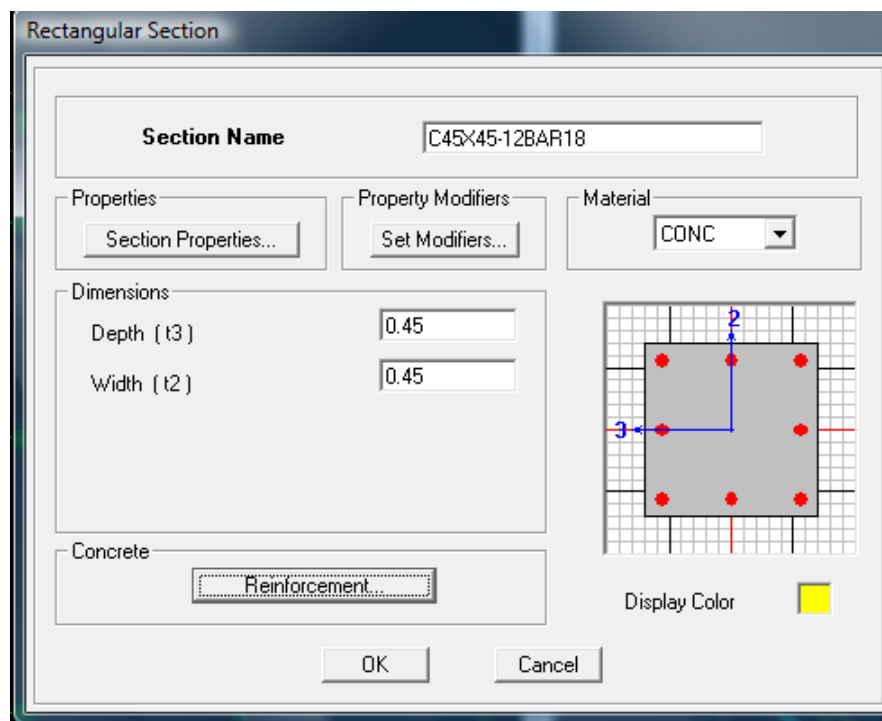 Rectangular Section
Section Name C45X45-12BAR18
Properties Property Modifiers Material
Section Properties... Set Modifiers... CONC
Dimensions
Depth ( t3 ) 0.45
Width ( t2 ) 0.45
2
3
Concrete
Reinforcement...
Display Color
OK Cancel